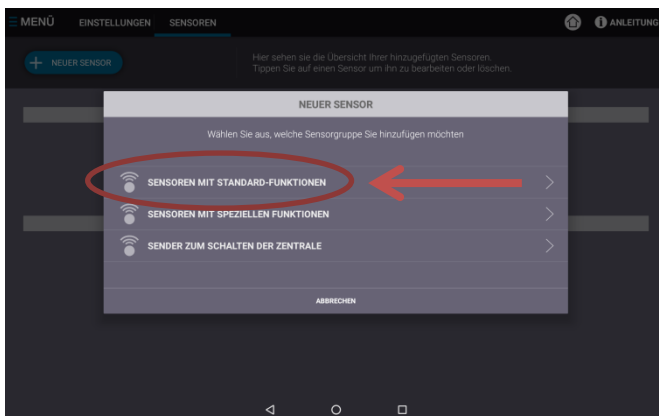 MENÜ EINSTELLUNGEN SENSOREN ANLEITUNG
NEUER SENSOR
Hier sehen sie die Übersicht Ihrer hinzugefügten Sensoren.
Tippen Sie auf einen Sensor um ihn zu bearbeiten oder löschen.
NEUER SENSOR
Wählen Sie aus, welche Sensorgruppe Sie hinzufügen möchten
SENSOREN MIT STANDARD-FUNKTIONEN
SENSOREN MIT SPEZIELLEN FUNKTIONEN
SENDER ZUM SCHALTEN DER ZENTRALE
ABBRECHEN